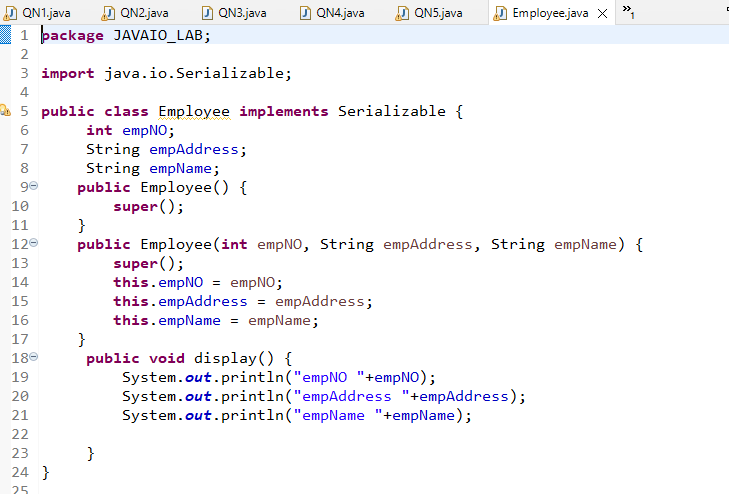 QN1.java QN2.java QN3.java QN4.java QN5.java Employee.java »1
1 package JAVAIO_LAB;
2
3 import java.io.Serializable;
4
5 public class Employee implements Serializable {
6 int empNO;
7 String empAddress;
8 String empName;
9 public Employee() {
10 super();
11 }
12 public Employee(int empNO, String empAddress, String empName) {
13 super();
14 this.empNO = empNO;
15 this.empAddress = empAddress;
16 this.empName = empName;
17 }
18 public void display() {
19 System.out.println("empNO "+empNO);
20 System.out.println("empAddress "+empAddress);
21 System.out.println("empName "+empName);
22
23 }
24 }
25